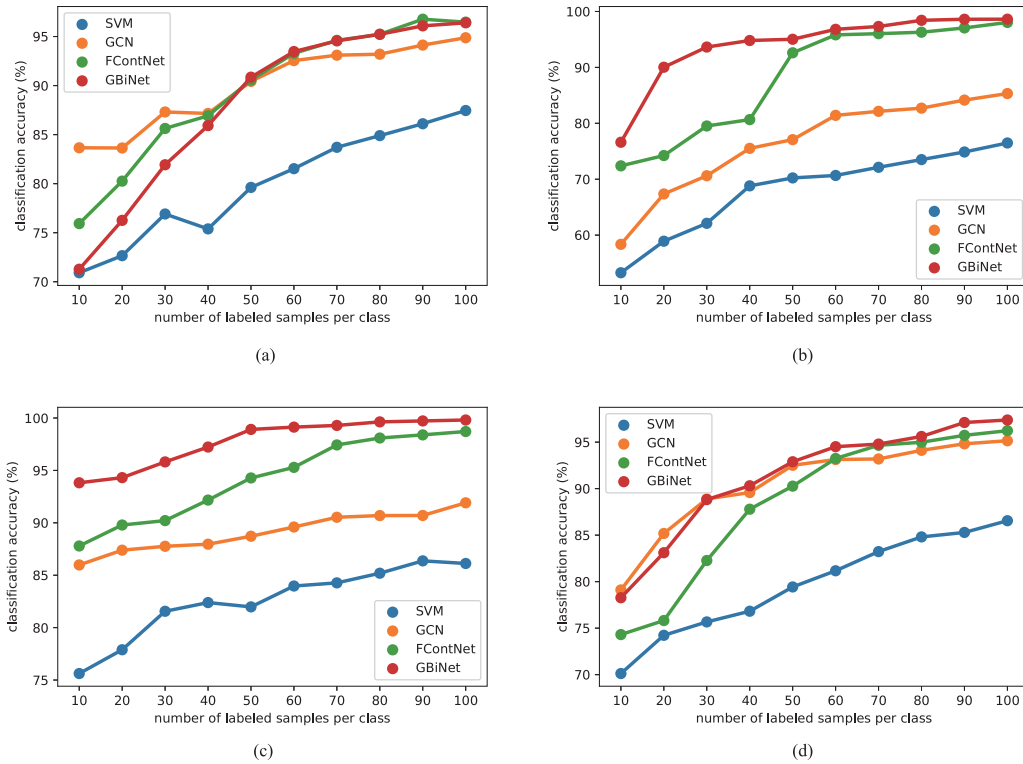 SVM
GCN
FContNet
GBiNet
classification accuracy (%)
95
90
85
80
75
70
10 20 30 40 50 60 70 80 90 100
number of labeled samples per class
(a)
classification accuracy (%)
100
90
80
70
60
SVM
GCN
FContNet
GBiNet
10 20 30 40 50 60 70 80 90 100
number of labeled samples per class
(b)
classification accuracy (%)
100
95
90
85
80
75
SVM
GCN
FContNet
GBiNet
10 20 30 40 50 60 70 80 90 100
number of labeled samples per class
(c)
SVM
GCN
FContNet
GBiNet
classification accuracy (%)
95
90
85
80
75
70
10 20 30 40 50 60 70 80 90 100
number of labeled samples per class
(d)